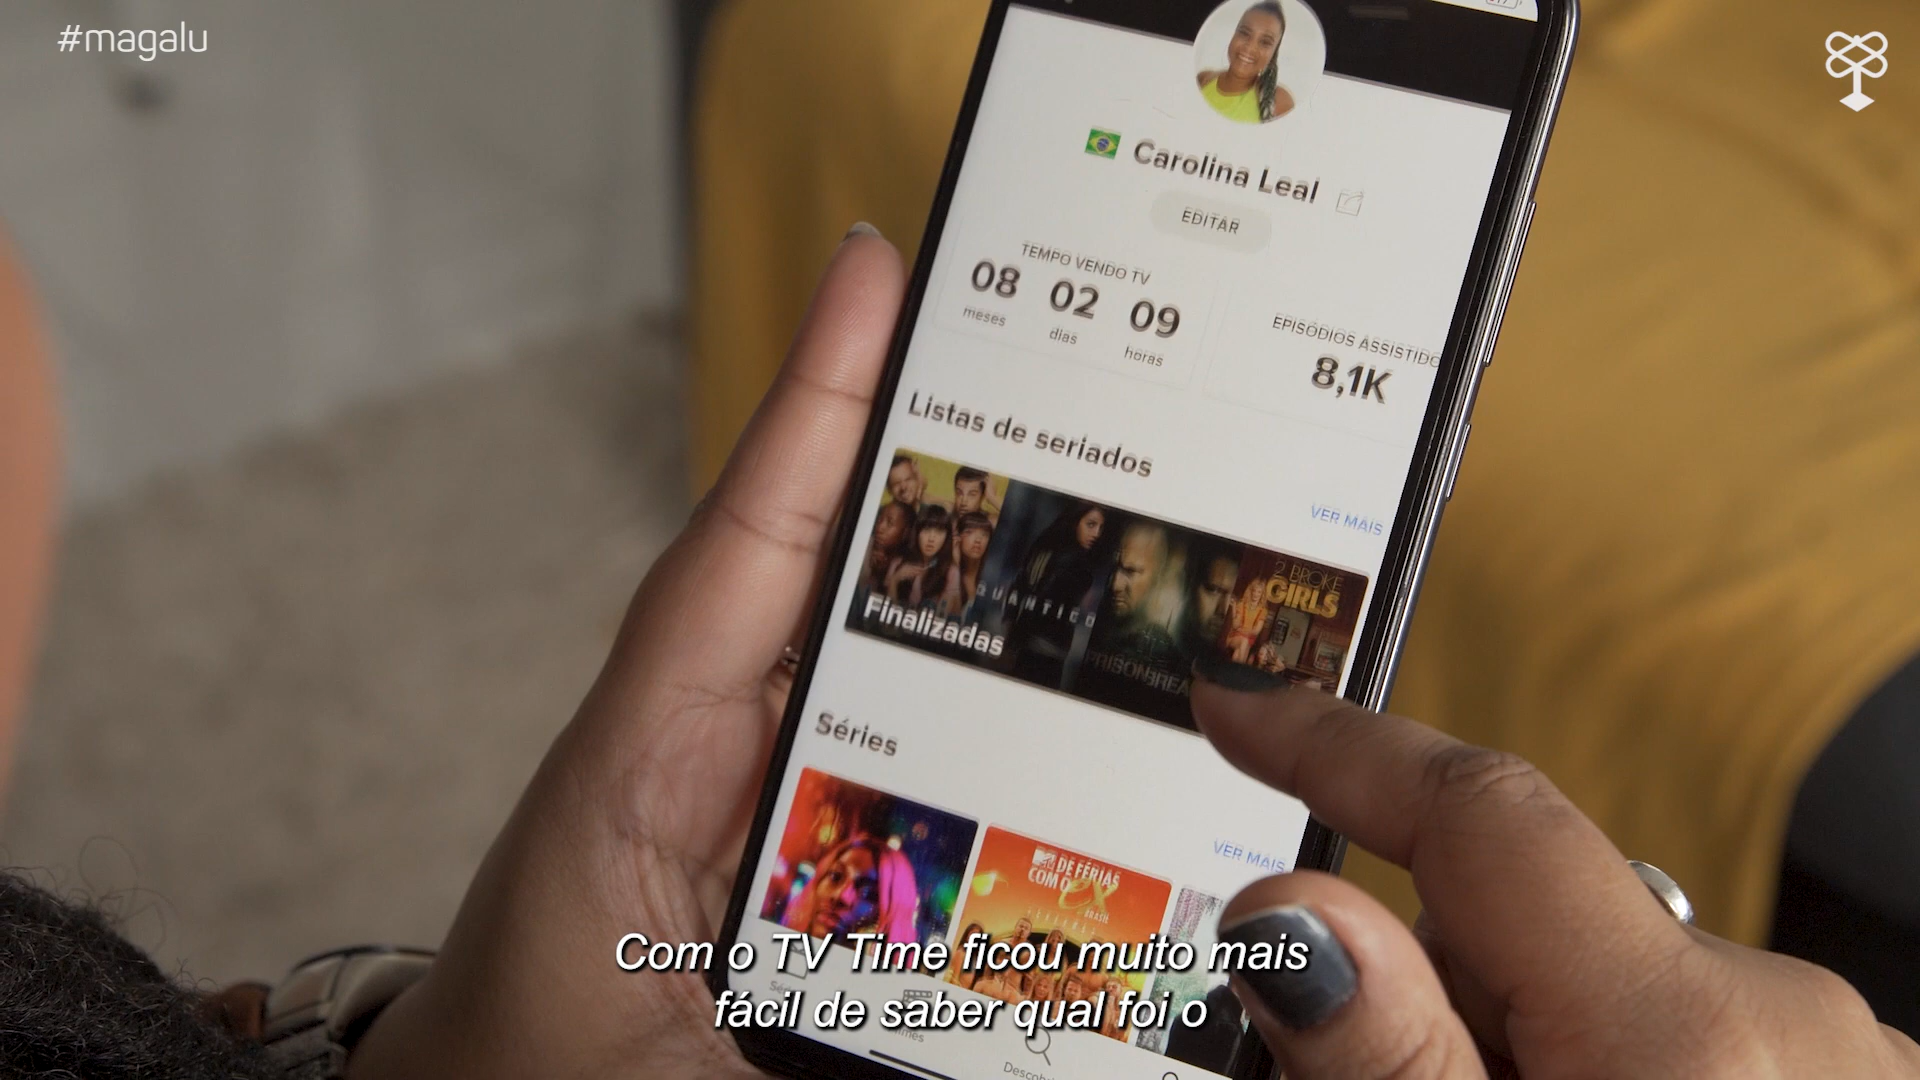 #magalu
Carolina Leal
EDITAR
TEMPO VENDO TV
08 02 09
meses dias horas
EPISÓDIOS ASSISTIDO
8,1K
Listas de seriados
VER MAIS
QUANTICO
PRISON BREA
2 BROKE
GIRLS
Finalizadas
Séries
VER MAIS
DE FÉRIAS
COM O EX
BRASIL
Com o TV Time ficou muito mais
fácil de saber qual foi o